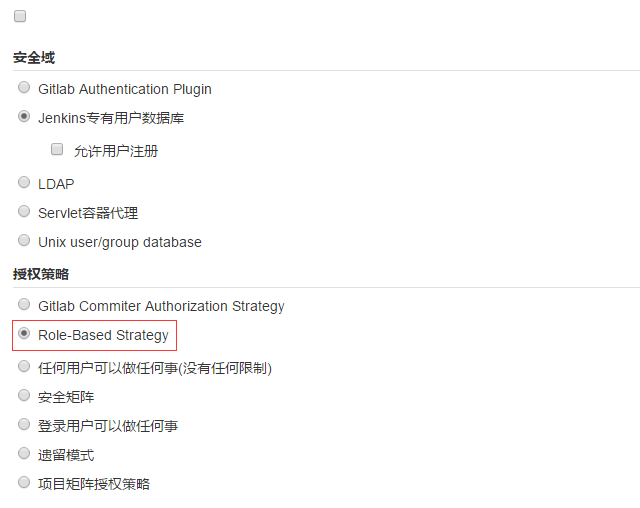 安全域
Gitlab Authentication Plugin
Jenkins专有用户数据库
允许用户注册
LDAP
Servlet容器代理
Unix user/group database
授权策略
Gitlab Commiter Authorization Strategy
Role-Based Strategy
任何用户可以做任何事(没有任何限制)
安全矩阵
登录用户可以做任何事
遗留模式
项目矩阵授权策略